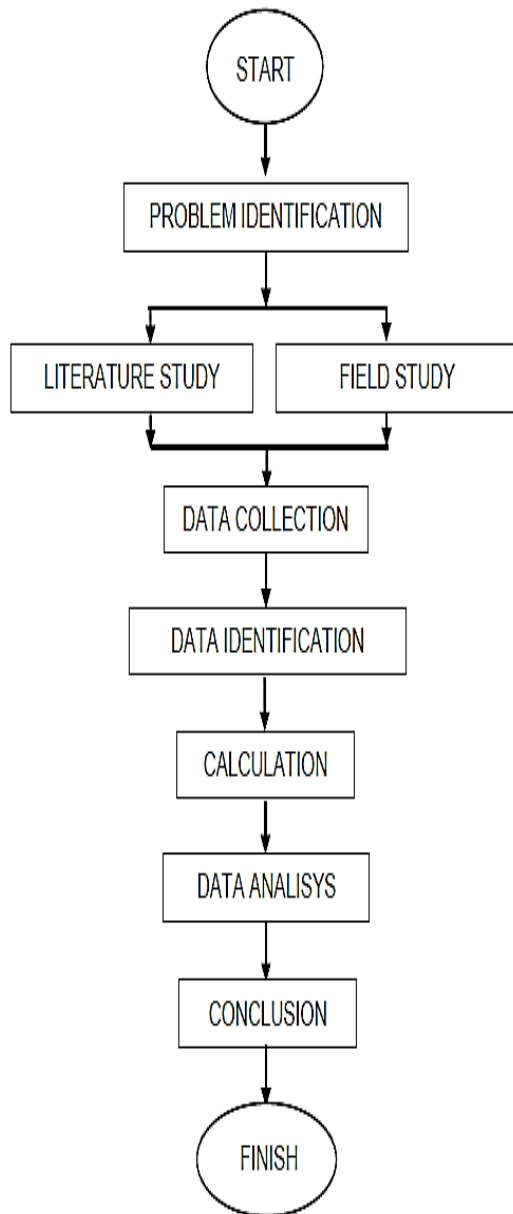 START
PROBLEM IDENTIFICATION
LITERATURE STUDY
FIELD STUDY
DATA COLLECTION
DATA IDENTIFICATION
CALCULATION
DATA ANALISYS
CONCLUSION
FINISH